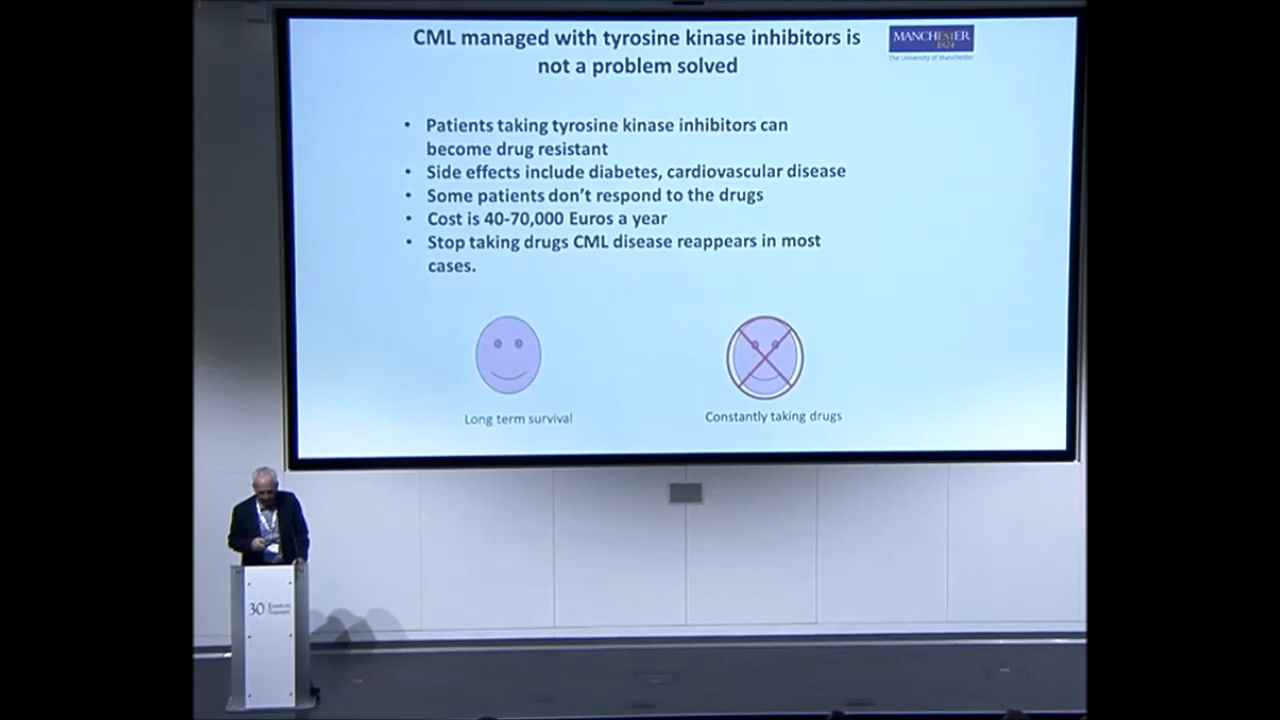 CML managed with tyrosine kinase inhibitors is
not a problem solved
MANCHESTER
1824
The University of Manchester
• Patients taking tyrosine kinase inhibitors can
become drug resistant
• Side effects include diabetes, cardiovascular disease
• Some patients don't respond to the drugs
• Cost is 40-70,000 Euros a year
• Stop taking drugs CML disease reappears in most
cases.
Long term survival
Constantly taking drugs
30 Euston
Square